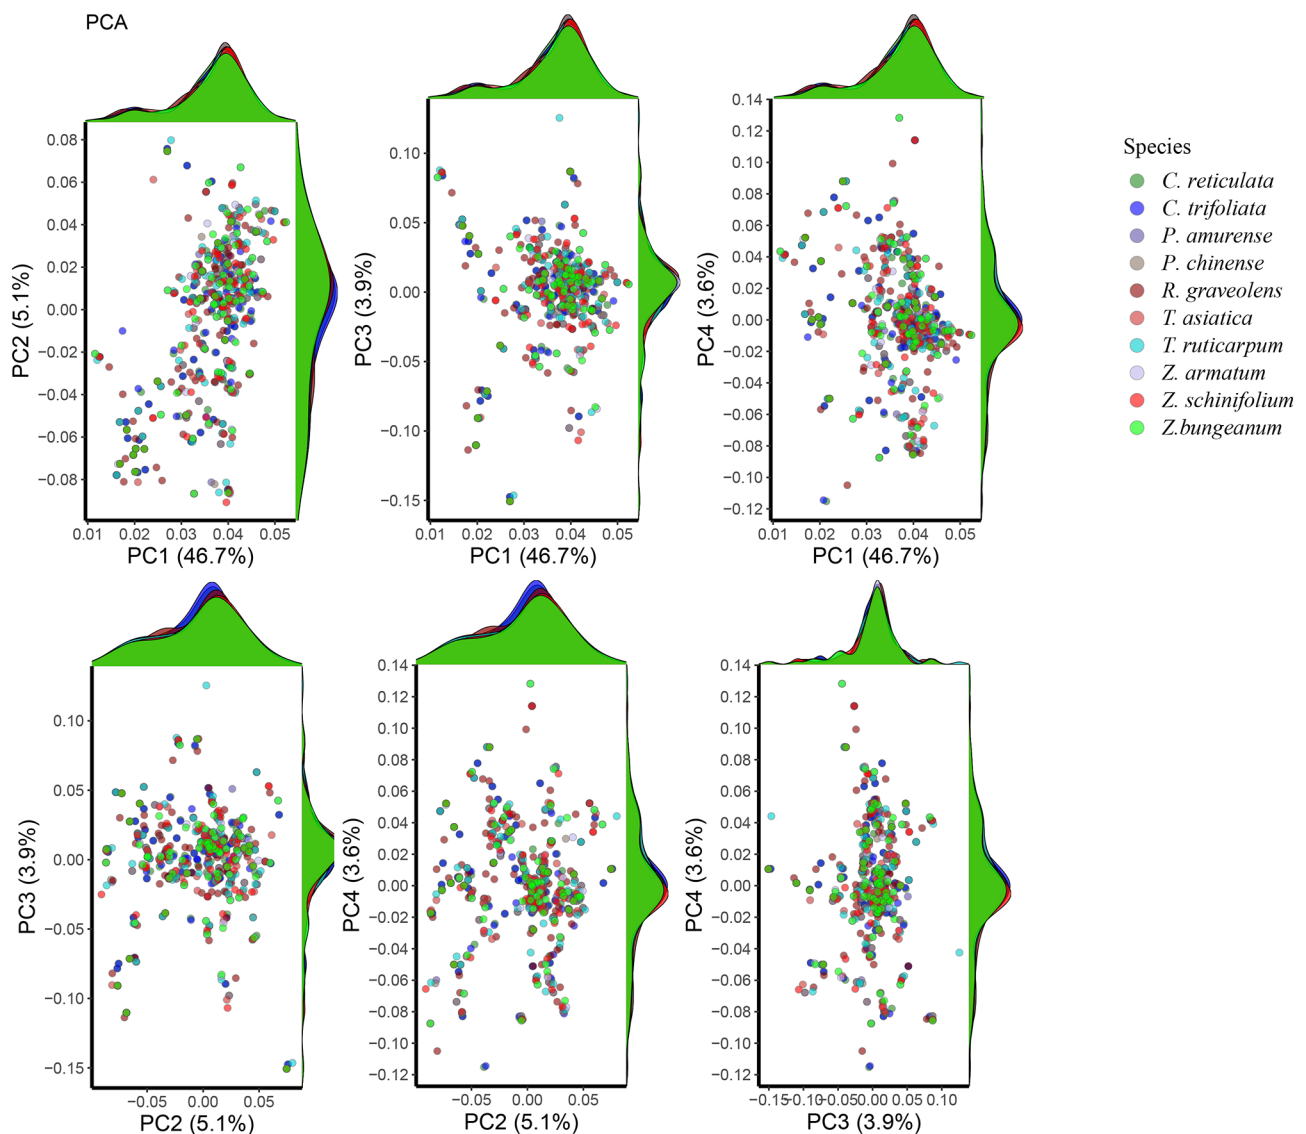 PCA
0.08
0.06
0.04
0.02
0.00
−0.02
−0.04
−0.06
−0.08
PC2 (5.1%)
0.01 0.02 0.03 0.04 0.05
PC1 (46.7%)
0.10
0.05
0.00
−0.05
−0.10
−0.15
PC3 (3.9%)
0.01 0.02 0.03 0.04 0.05
PC1 (46.7%)
0.14
0.12
0.10
0.08
0.06
0.04
0.02
0.00
−0.02
−0.04
−0.06
−0.08
−0.10
−0.12
PC4 (3.6%)
0.01 0.02 0.03 0.04 0.05
PC1 (46.7%)
Species
C. reticulata
C. trifoliata
P. amurense
P. chinense
R. graveolens
T. asiatica
T. ruticarpum
Z. armatum
Z. schinifolium
Z.bungeanum
0.10
0.05
0.00
−0.05
−0.10
−0.15
PC3 (3.9%)
−0.05 0.00 0.05
PC2 (5.1%)
0.14
0.12
0.10
0.08
0.06
0.04
0.02
0.00
−0.02
−0.04
−0.06
−0.08
−0.10
−0.12
PC4 (3.6%)
−0.05 0.00 0.05
PC2 (5.1%)
0.14
0.12
0.10
0.08
0.06
0.04
0.02
0.00
−0.02
−0.04
−0.06
−0.08
−0.10
−0.12
PC4 (3.6%)
−0.15 −0.10 −0.05 0.00 0.05 0.10
PC3 (3.9%)